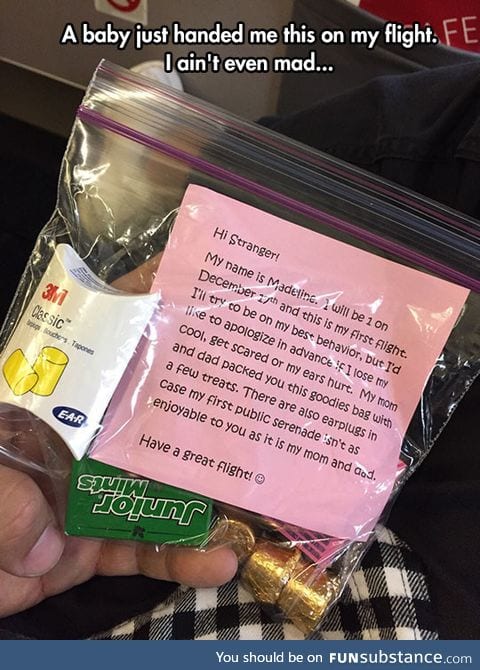 A baby just handed me this on my flight.
I ain't even mad...
FE
Hi Stranger!
My name is Madeline. I will be 1 on
December 17th and this is my first flight.
I'll try to be on my best behavior, but I'd
like to apologize in advance if I lose my
cool, get scared or my ears hurt. My mom
and dad packed you this goodies bag with
a few treats. There are also earplugs in
case my first public serenade isn't as
enjoyable to you as it is my mom and dad.
Have a great flight! ☺
3M
Classic™
Earplugs Bouchons Tapones
E·A·R
Junior
Mints
You should be on FUNsubstance.com